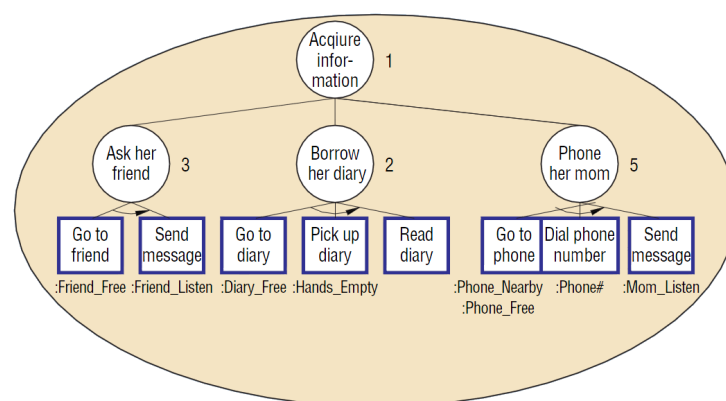 Acqiure
infor-
mation
1
Ask her
friend
3
Borrow
her diary
2
Phone
her mom
5
Go to
friend
Send
message
Go to
diary
Pick up
diary
Read
diary
Go to
phone
Dial phone
number
Send
message
:Friend_Free
:Friend_Listen
:Diary_Free
:Hands_Empty
:Phone_Nearby
:Phone_Free
:Phone#
:Mom_Listen